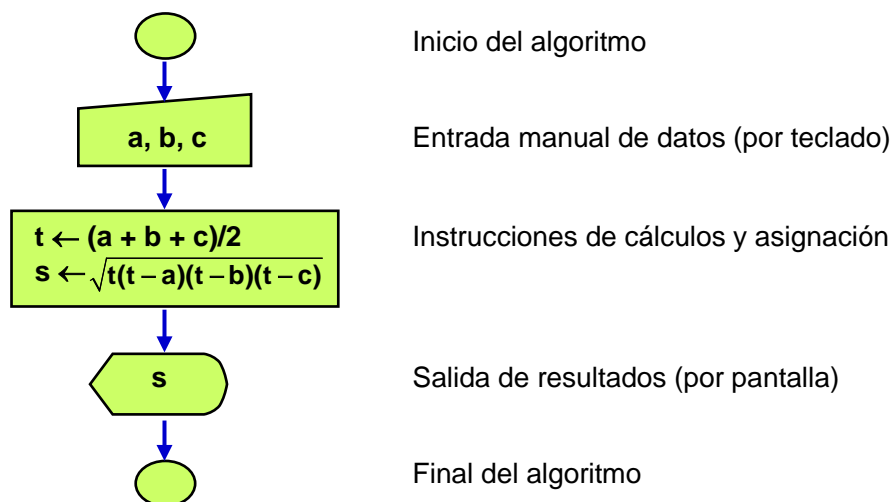 Inicio del algoritmo
a, b, c
Entrada manual de datos (por teclado)
t ← (a + b + c)/2
s ← √t(t − a)(t − b)(t − c)
Instrucciones de cálculos y asignación
s
Salida de resultados (por pantalla)
Final del algoritmo